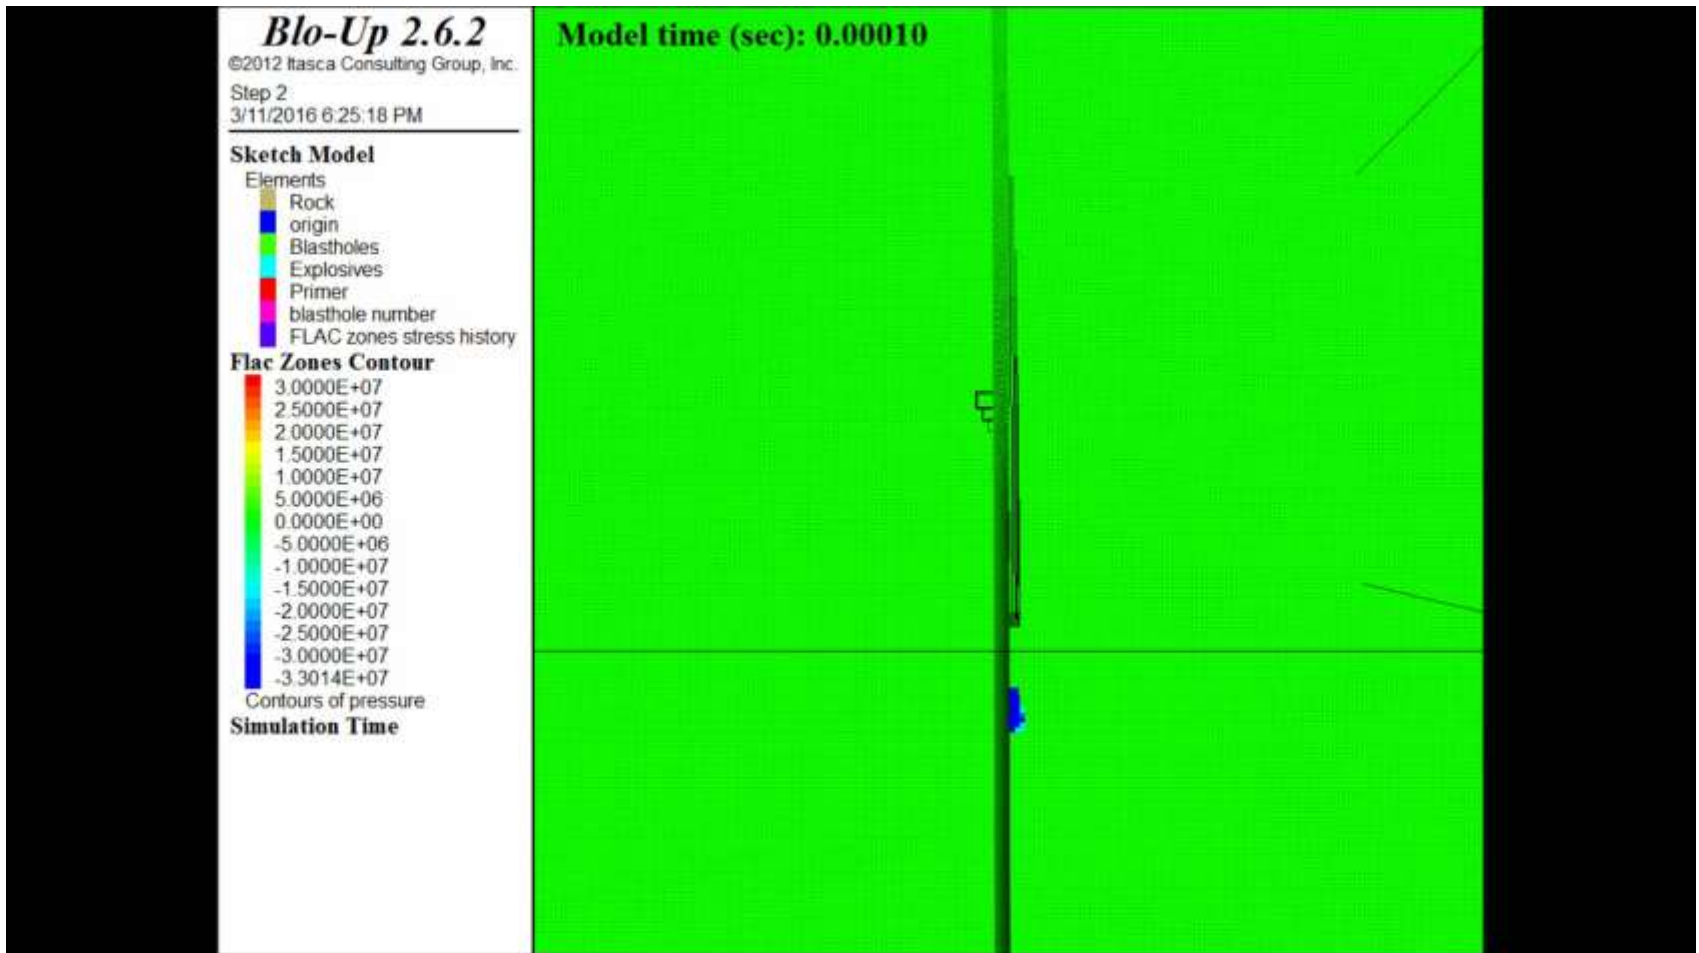 Blo-Up 2.6.2
©2012 Itasca Consulting Group, Inc.
Step 2
3/11/2016 6:25:18 PM
Sketch Model
Elements
Rock
origin
Blastholes
Explosives
Primer
blasthole number
FLAC zones stress history
Flac Zones Contour
3.0000E+07
2.5000E+07
2.0000E+07
1.5000E+07
1.0000E+07
5.0000E+06
0.0000E+00
-5.0000E+06
-1.0000E+07
-1.5000E+07
-2.0000E+07
-2.5000E+07
-3.0000E+07
-3.3014E+07
Contours of pressure
Simulation Time
Model time (sec): 0.00010